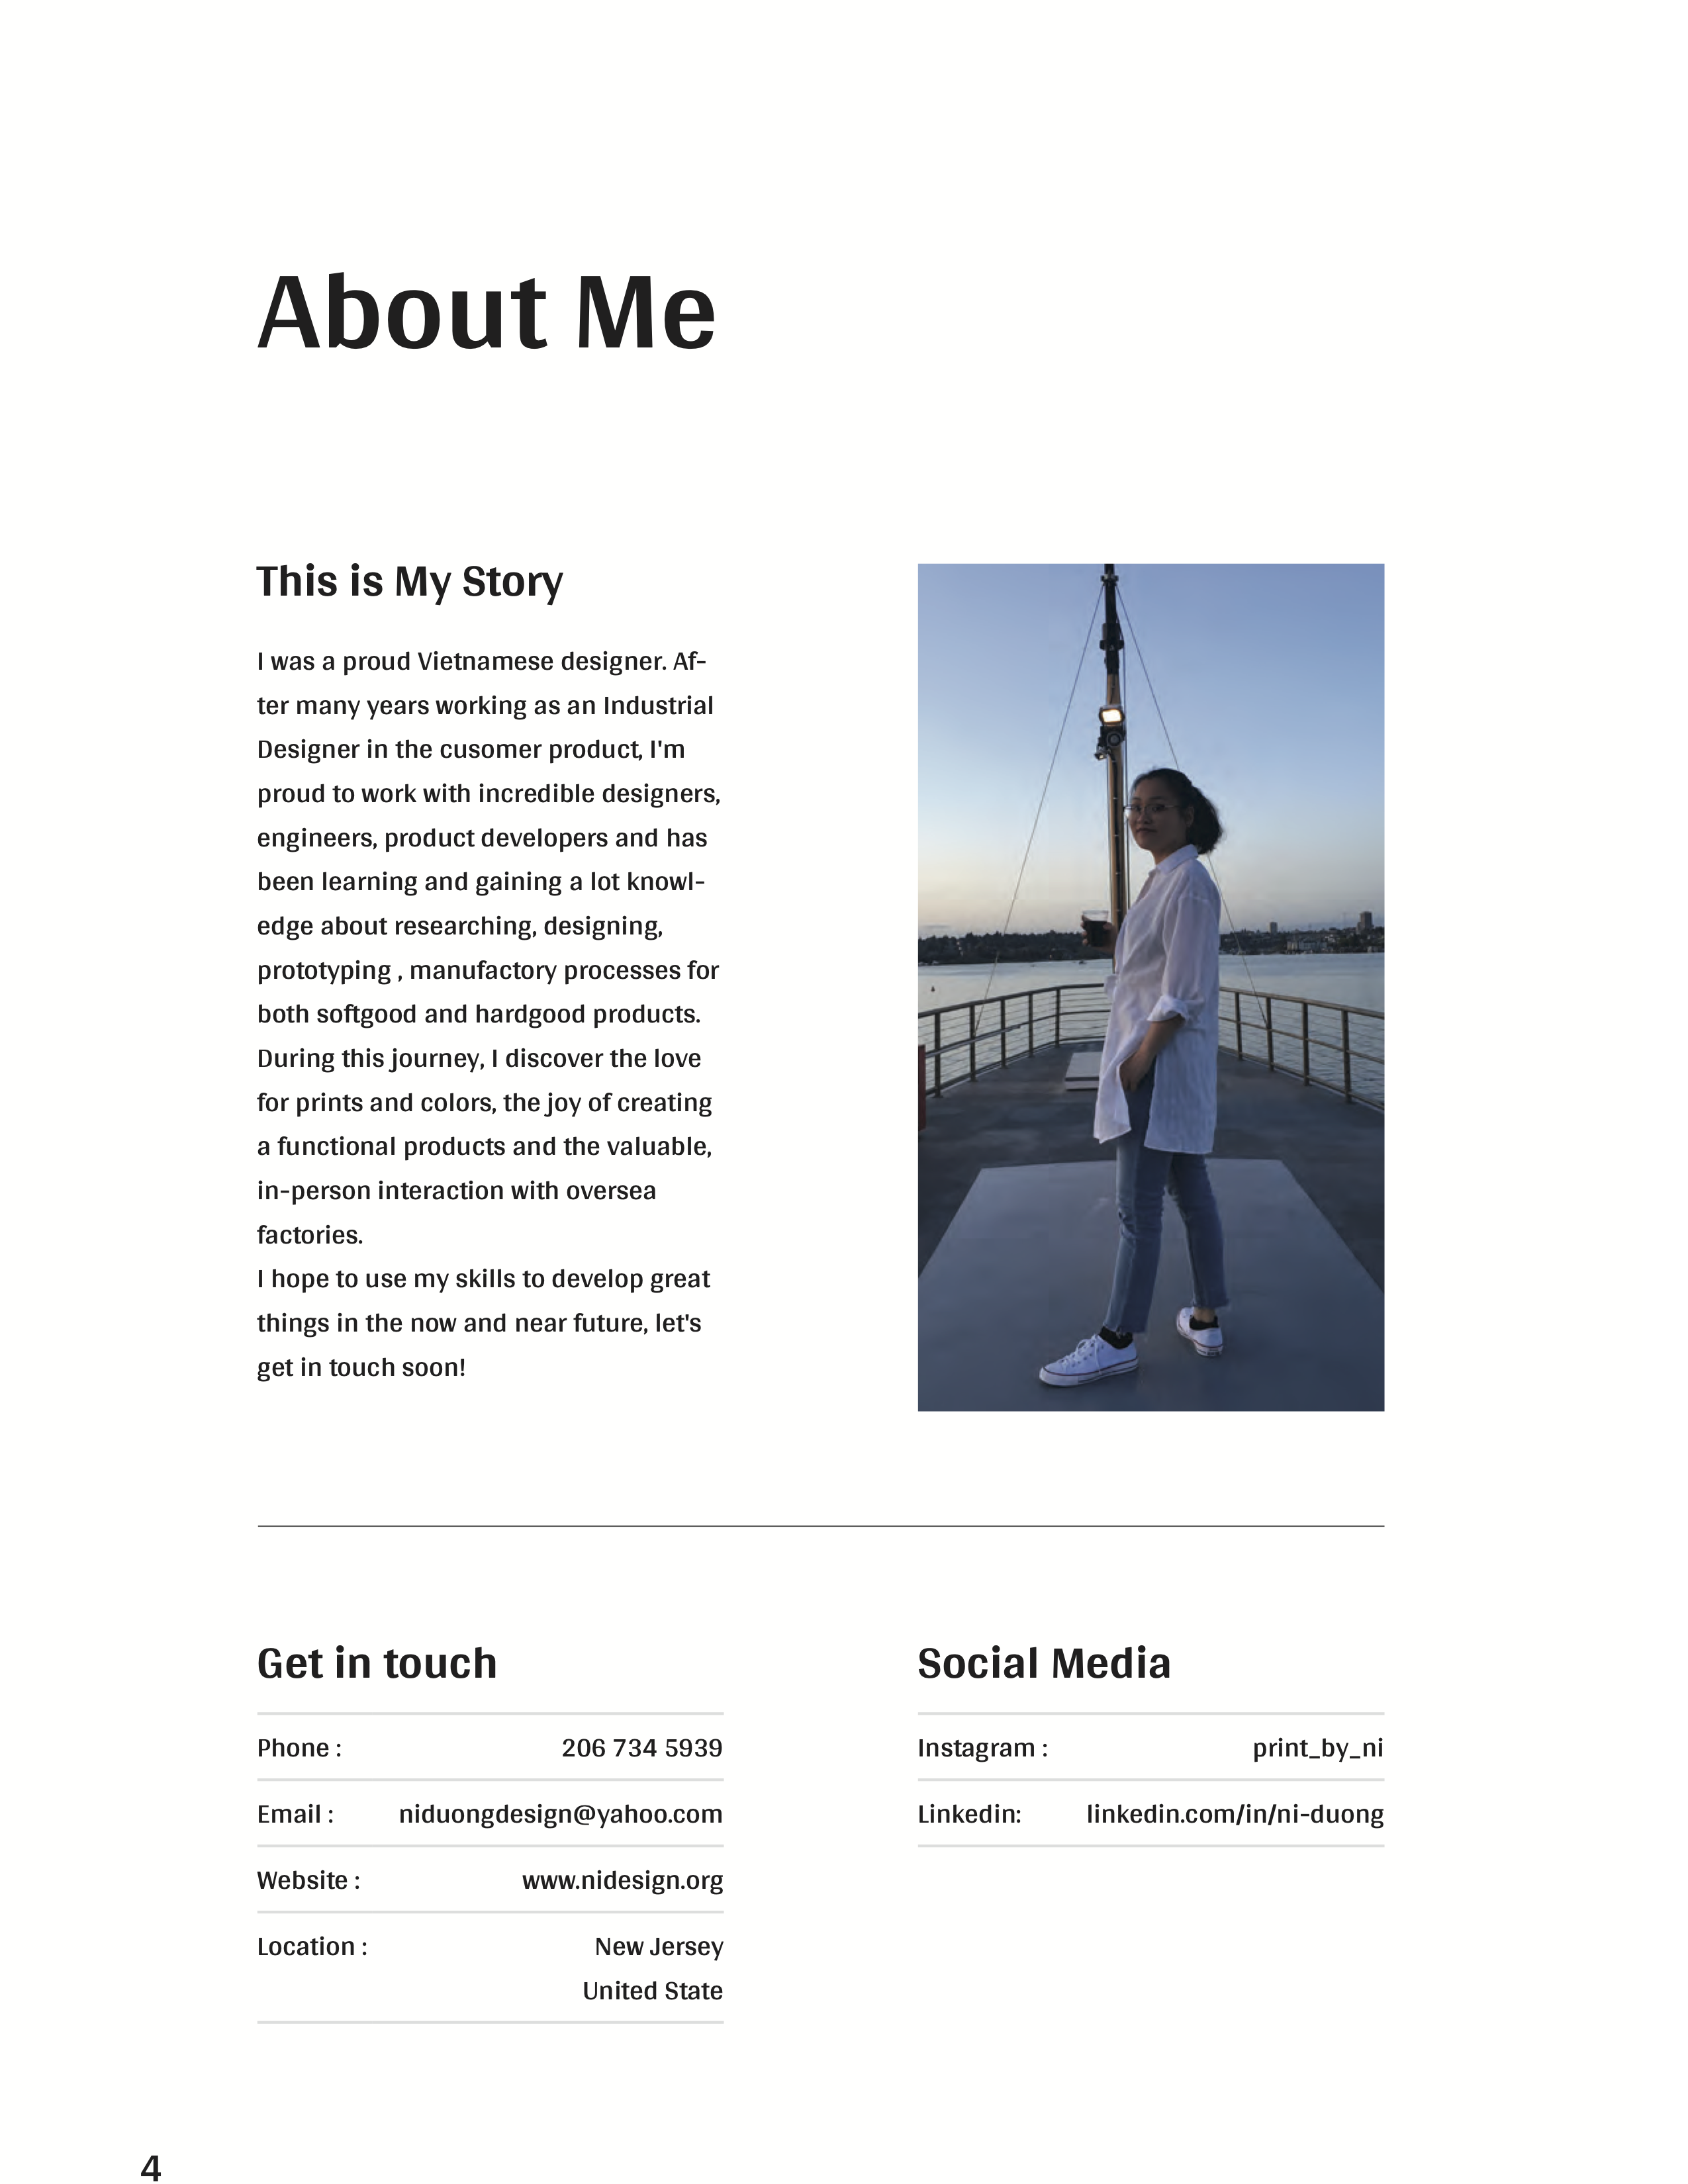 About Me
This is My Story
I was a proud Vietnamese designer. Af-
ter many years working as an Industrial
Designer in the cusomer product, I'm
proud to work with incredible designers,
engineers, product developers and has
been learning and gaining a lot knowl-
edge about researching, designing,
prototyping , manufactory processes for
both softgood and hardgood products.
During this journey, I discover the love
for prints and colors, the joy of creating
a functional products and the valuable,
in-person interaction with oversea
factories.
I hope to use my skills to develop great
things in the now and near future, let's
get in touch soon!
Get in touch
Phone : 206 734 5939
Email : niduongdesign@yahoo.com
Website : www.nidesign.org
Location : New Jersey
United State
Social Media
Instagram : print_by_ni
Linkedin: linkedin.com/in/ni-duong
4